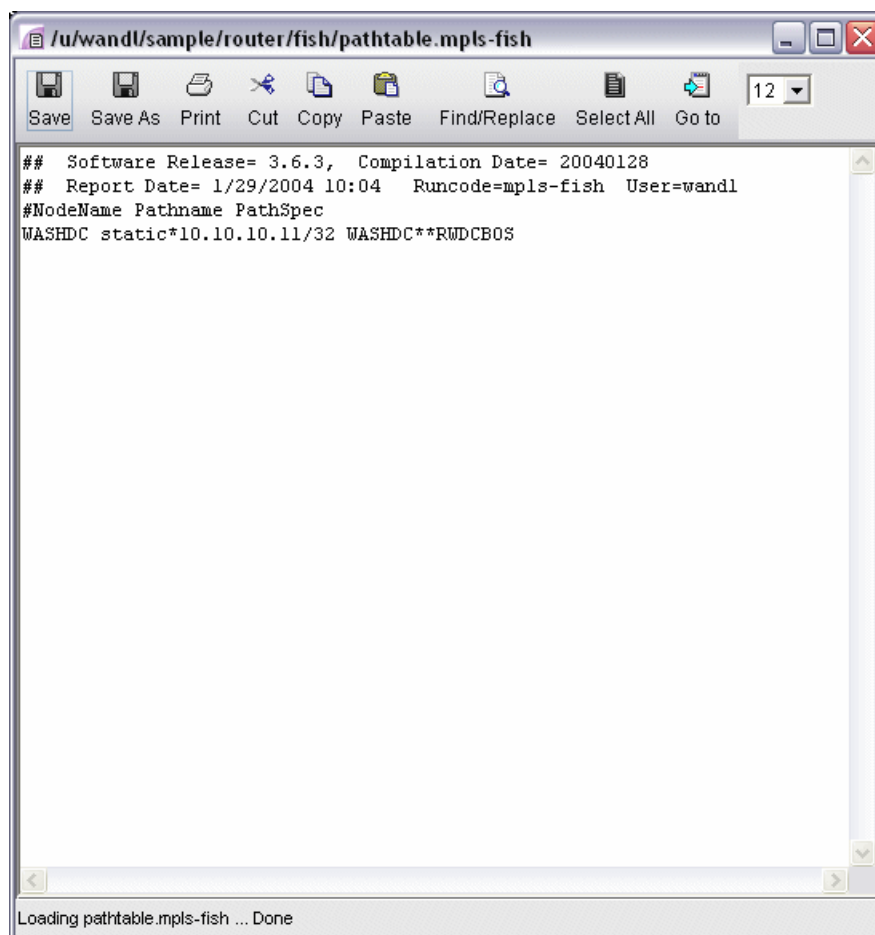 /u/wandl/sample/router/fish/pathtable.mpls-fish
Save Save As Print Cut Copy Paste Find/Replace Select All Go to 12
## Software Release= 3.6.3, Compilation Date= 20040128
## Report Date= 1/29/2004 10:04 Runcode=mpls-fish User=wandl
#NodeName Pathname PathSpec
WASHDC static*10.10.10.11/32 WASHDC**RWDCBOS
Loading pathtable.mpls-fish ... Done